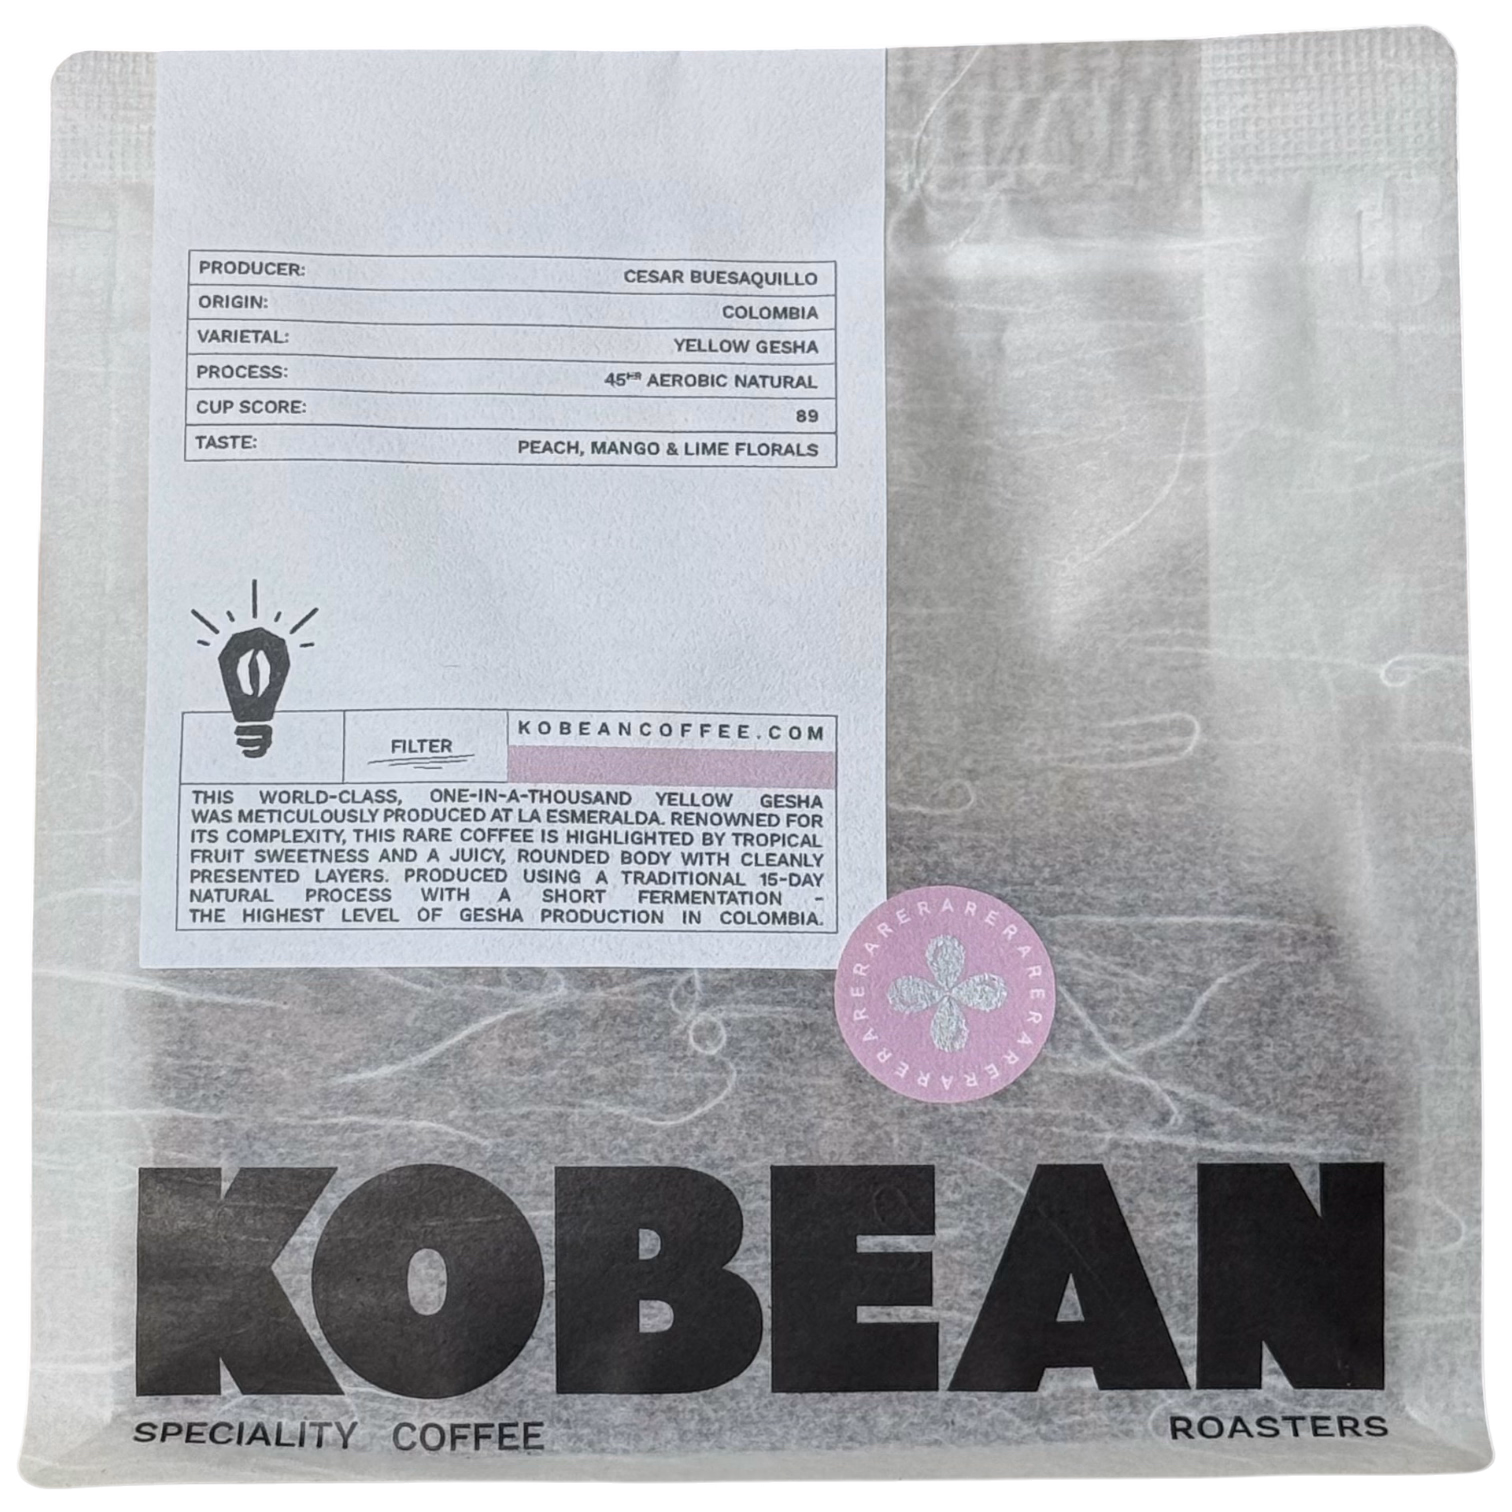 PRODUCER: CESAR BUESAQUILLO
ORIGIN: COLOMBIA
VARIETAL: YELLOW GESHA
PROCESS: 45HR AEROBIC NATURAL
CUP SCORE: 89
TASTE: PEACH, MANGO & LIME FLORALS
FILTER
KOBEANCOFFEE.COM
THIS WORLD-CLASS, ONE-IN-A-THOUSAND YELLOW GESHA
WAS METICULOUSLY PRODUCED AT LA ESMERALDA. RENOWNED FOR
ITS COMPLEXITY, THIS RARE COFFEE IS HIGHLIGHTED BY TROPICAL
FRUIT SWEETNESS AND A JUICY, ROUNDED BODY WITH CLEANLY
PRESENTED LAYERS. PRODUCED USING A TRADITIONAL 15-DAY
NATURAL PROCESS WITH A SHORT FERMENTATION -
THE HIGHEST LEVEL OF GESHA PRODUCTION IN COLOMBIA.
RARERARERARERARERARERARERARERARE
KOBEAN
SPECIALITY COFFEE ROASTERS